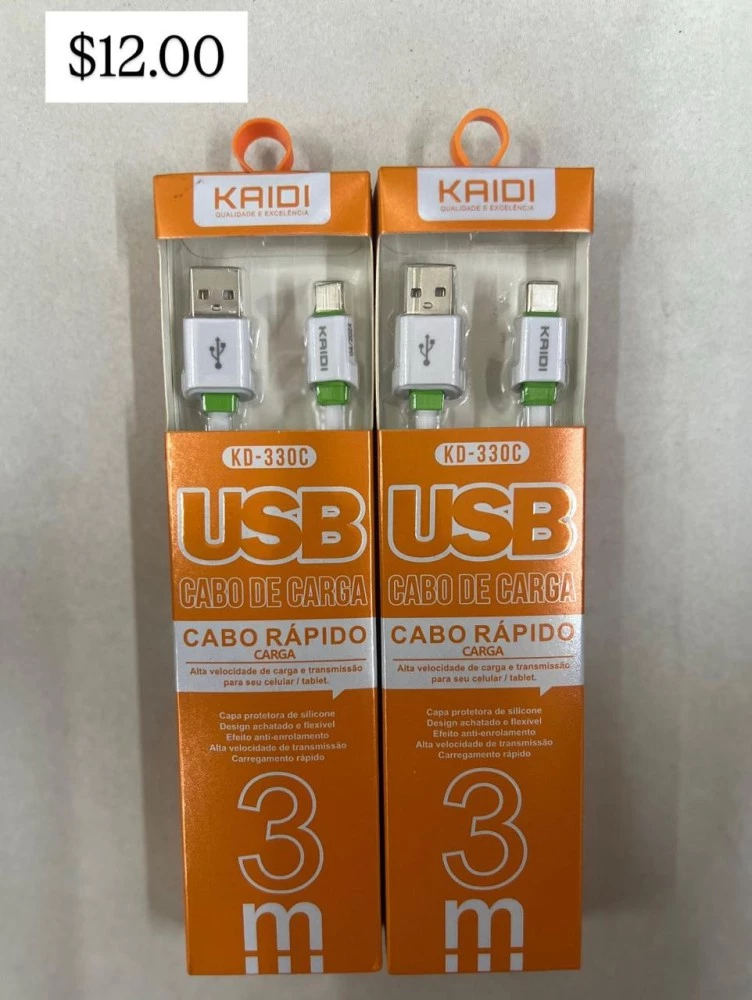 $12.00
KAIDI
QUALIDADE E EXCELÊNCIA
KAIDI
KD-330C
USB
CABO DE CARGA
CABO RÁPIDO
CARGA
Alta velocidade de carga e transmissão
para seu celular / tablet.
Capa protetora de silicone
Design achatado e flexível
Efeito anti-enrolamento
Alta velocidade de transmissão
Carregamento rápido
3
m
KAIDI
QUALIDADE E EXCELÊNCIA
KAIDI
KD-330C
USB
CABO DE CARGA
CABO RÁPIDO
CARGA
Alta velocidade de carga e transmissão
para seu celular / tablet.
Capa protetora de silicone
Design achatado e flexível
Efeito anti-enrolamento
Alta velocidade de transmissão
Carregamento rápido
3
m